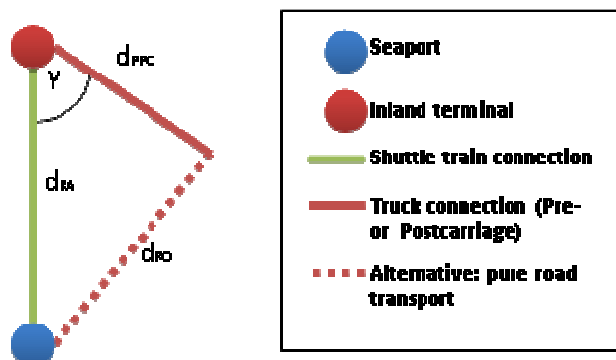 dPPC
γ
dRA
dRO
Seaport
Inland terminal
Shuttle train connection
Truck connection (Pre-
or Postcarriage)
Alternative: pure road
transport